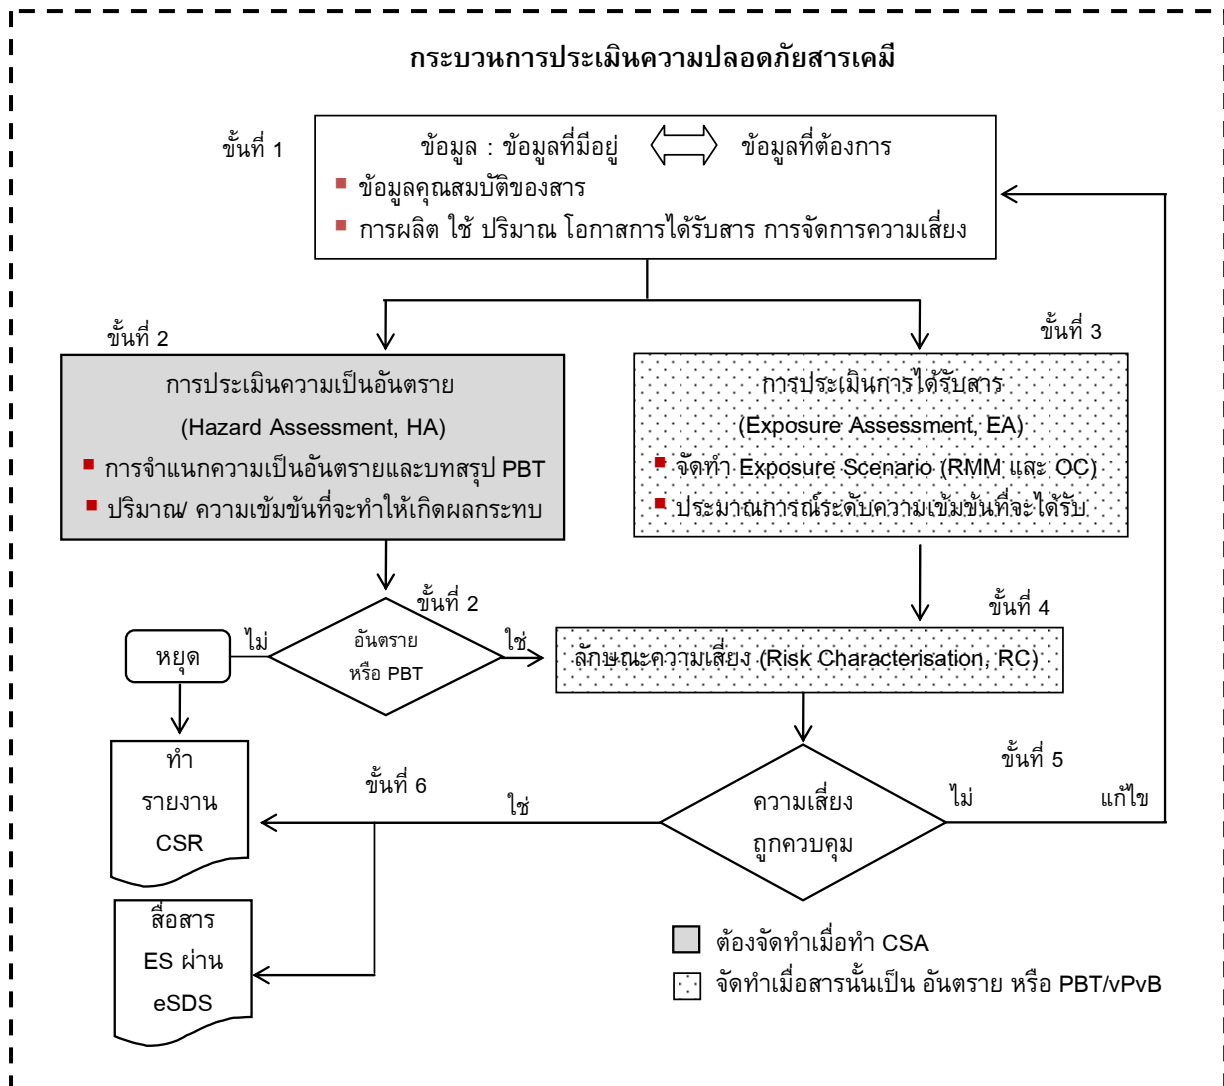 กระบวนการประเมินความปลอดภัยสารเคมี
ขั้นที่ 1
ข้อมูล : ข้อมูลที่มีอยู่ ข้อมูลที่ต้องการ
ข้อมูลคุณสมบัติของสาร
การผลิต ใช้ ปริมาณ โอกาสการได้รับสาร การจัดการความเสี่ยง
ขั้นที่ 2
การประเมินความเป็นอันตราย
(Hazard Assessment, HA)
การจำแนกความเป็นอันตรายและบทสรุป PBT
ปริมาณ/ ความเข้มข้นที่จะทำให้เกิดผลกระทบ
ขั้นที่ 3
การประเมินการได้รับสาร
(Exposure Assessment, EA)
จัดทำ Exposure Scenario (RMM และ OC)
ประมาณการณ์ระดับความเข้มข้นที่จะได้รับ
ขั้นที่ 2
อันตราย
หรือ PBT
ไม่
ใช่
หยุด
ขั้นที่ 4
ลักษณะความเสี่ยง (Risk Characterisation, RC)
ทำ
รายงาน
CSR
ขั้นที่ 6
ใช่
ความเสี่ยง
ถูกควบคุม
ขั้นที่ 5
ไม่
แก้ไข
สื่อสาร
ES ผ่าน
eSDS
ต้องจัดทำเมื่อทำ CSA
จัดทำเมื่อสารนั้นเป็น อันตราย หรือ PBT/vPvB